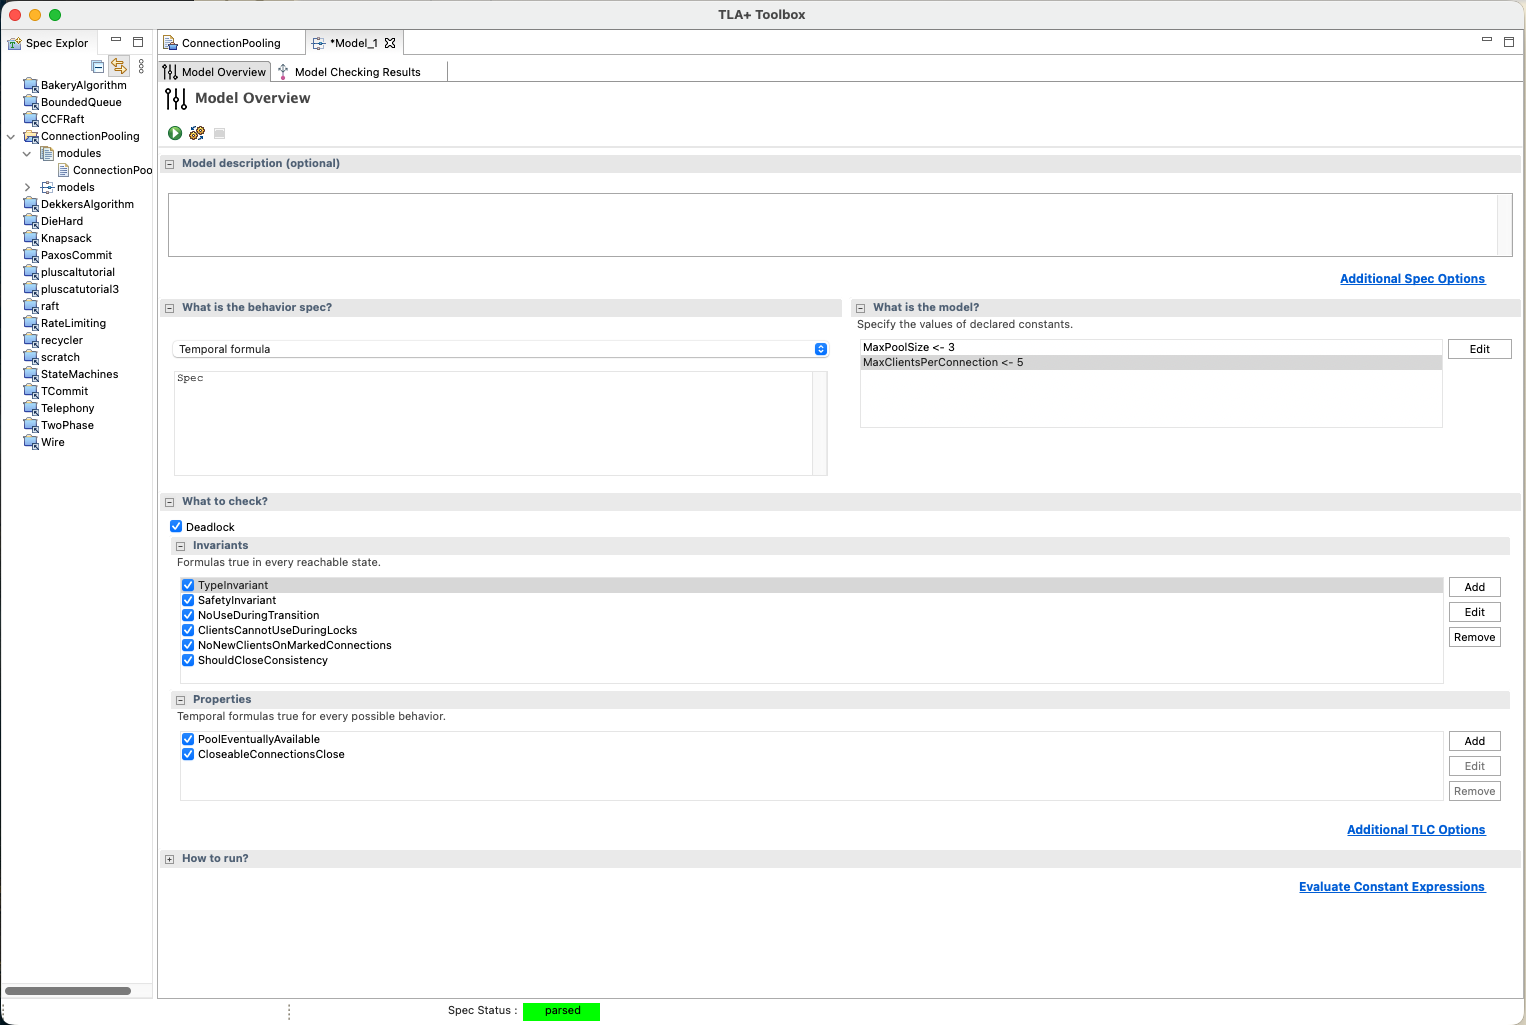 TLA+ Toolbox
Spec Explor
ConnectionPooling
*Model_1
Model Overview
Model Checking Results
Model Overview
BakeryAlgorithm
BoundedQueue
CCFRaft
ConnectionPooling
modules
ConnectionPoo
models
DekkersAlgorithm
DieHard
Knapsack
PaxosCommit
pluscaltutorial
pluscatutorial3
raft
RateLimiting
recycler
scratch
StateMachines
TCommit
Telephony
TwoPhase
Wire
Model description (optional)
Additional Spec Options
What is the behavior spec?
Temporal formula
Spec
What is the model?
Specify the values of declared constants.
MaxPoolSize <- 3
MaxClientsPerConnection <- 5
Edit
What to check?
Deadlock
Invariants
Formulas true in every reachable state.
TypeInvariant
SafetyInvariant
NoUseDuringTransition
ClientsCannotUseDuringLocks
NoNewClientsOnMarkedConnections
ShouldCloseConsistency
Add
Edit
Remove
Properties
Temporal formulas true for every possible behavior.
PoolEventuallyAvailable
CloseableConnectionsClose
Add
Edit
Remove
Additional TLC Options
How to run?
Evaluate Constant Expressions
Spec Status : parsed